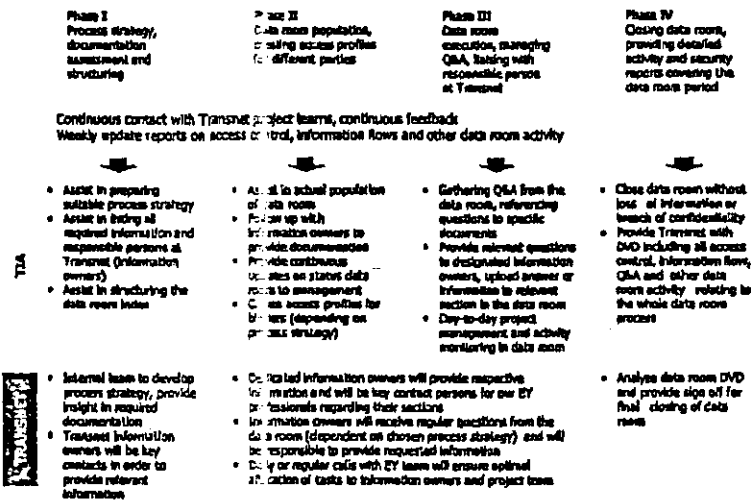 Phase I
Process strategy,
documentation
assessment and
structuring
Phase II
Data room population,
creating access profiles
for different parties
Phase III
Data room
execution, managing
Q&A, liaising with
responsible person
at Transnet
Phase IV
Closing data room,
providing detailed
activity and security
reports covering the
data room period
Continuous contact with Transnet project teams, continuous feedback
Weekly update reports on access control, information flows and other data room activity
• Assist in preparing
suitable process strategy
• Assist in listing all
required information and
responsible persons at
Transnet (information
owners)
• Assist in structuring the
data room index
• Assist in actual population
of data room
• Follow up with
information owners to
provide documentation
• Provide continuous
updates on status data
room to management
• access profiles for
bidders (depending on
process strategy)
• Gathering Q&A from the
data room, referencing
questions to specific
documents
• Provide relevant questions
to designated information
owners, upload answer or
information to relevant
section in the data room
• Day-to-day project
management and activity
monitoring in data room
• Close data room without
loss of information or
breach of confidentiality
• Provide Transnet with
DVD including all access
control, information flows,
Q&A and other data
room activity relating to
the whole data room
process
TRANSNET
• Internal team to develop
process strategy, provide
insight in required
documentation
• Transnet information
owners will be key
contacts in order to
provide relevant
information
• Dedicated information owners will provide respective
information and will be key contact persons for our EY
professionals regarding their sections
• Information owners will receive regular questions from the
data room (dependent on chosen process strategy) and will
be responsible to provide requested information
• Daily or regular calls with EY team will ensure optimal
allocation of tasks to information owners and project team
• Analyse data room DVD
and provide sign off for
final closing of data
room